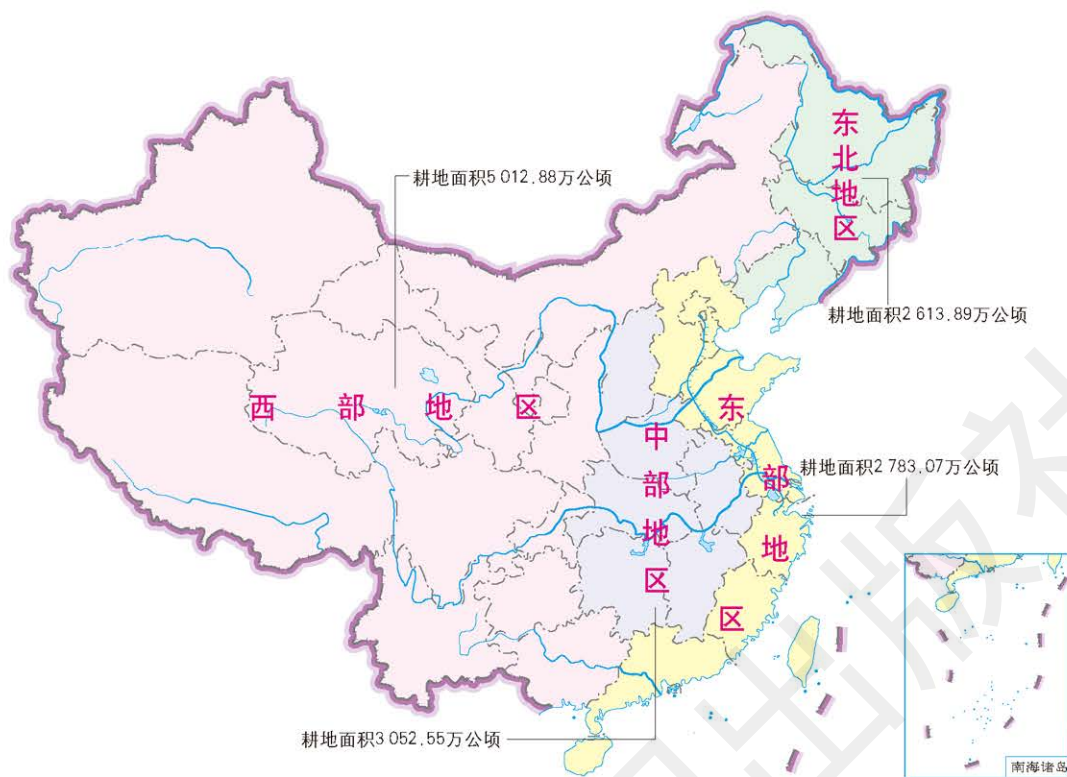 东北地区
耕地面积5 012.88万公顷
耕地面积2 613.89万公顷
西部地区
东部地区
中部地区
耕地面积2 783.07万公顷
耕地面积3 052.55万公顷
南海诸岛
出版社